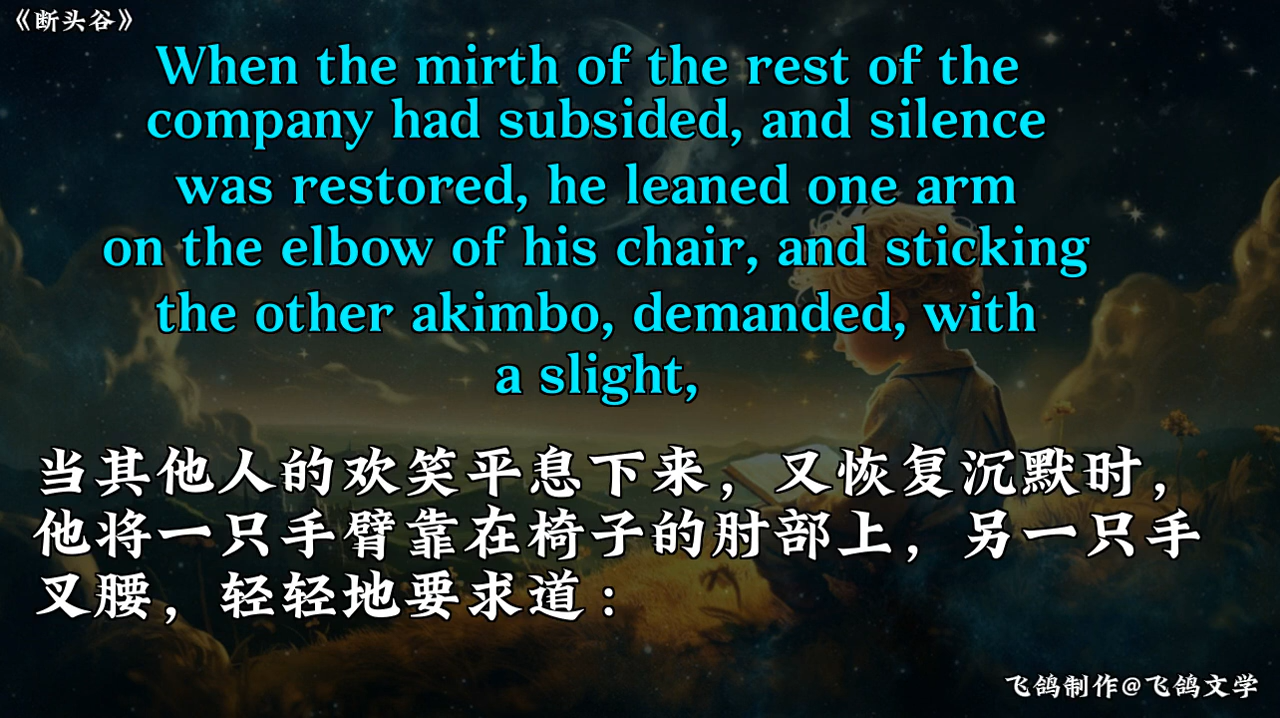 《断头谷》
When the mirth of the rest of the
company had subsided, and silence
was restored, he leaned one arm
on the elbow of his chair, and sticking
the other akimbo, demanded, with
a slight,
当其他人的欢笑平息下来，又恢复沉默时，
他将一只手臂靠在椅子的肘部上，另一只手
叉腰，轻轻地要求道：
飞鸽制作@飞鸽文学